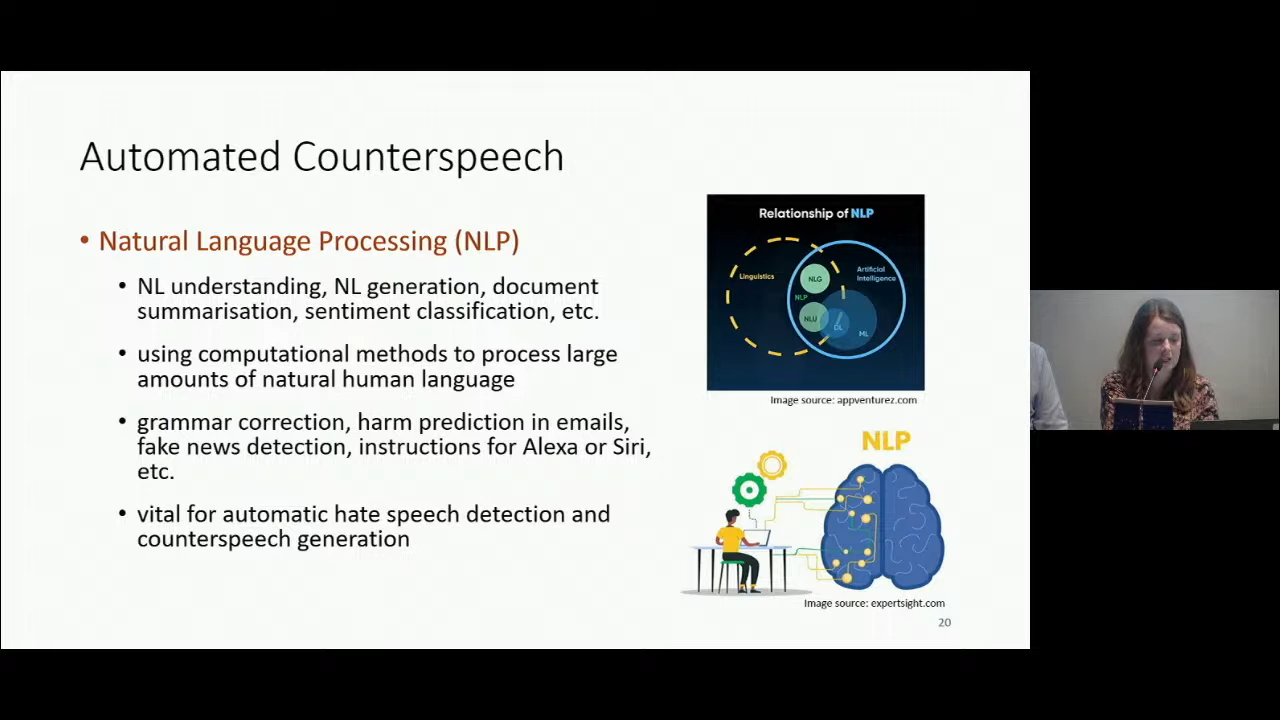 Automated Counterspeech
• Natural Language Processing (NLP)
• NL understanding, NL generation, document
summarisation, sentiment classification, etc.
• using computational methods to process large
amounts of natural human language
• grammar correction, harm prediction in emails,
fake news detection, instructions for Alexa or Siri,
etc.
• vital for automatic hate speech detection and
counterspeech generation
Relationship of NLP
Linguistics
Artificial
Intelligence
NLG
NLP
NLU
DL
ML
Image source: appventurez.com
NLP
Image source: expertsight.com
20